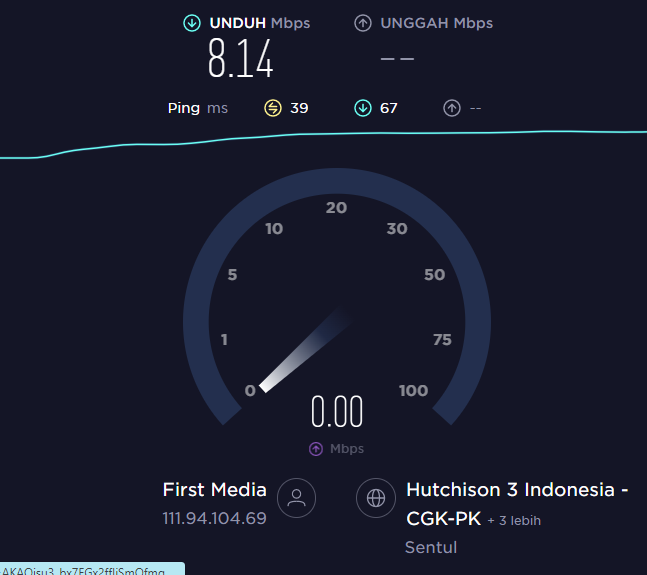 UNDUH Mbps
UNGGAH Mbps
8.14
--
Ping ms 39 67 --
20
10 30
5 50
1 75
0 100
0.00
Mbps
First Media
111.94.104.69
Hutchison 3 Indonesia -
CGK-PK + 3 lebih
Sentul